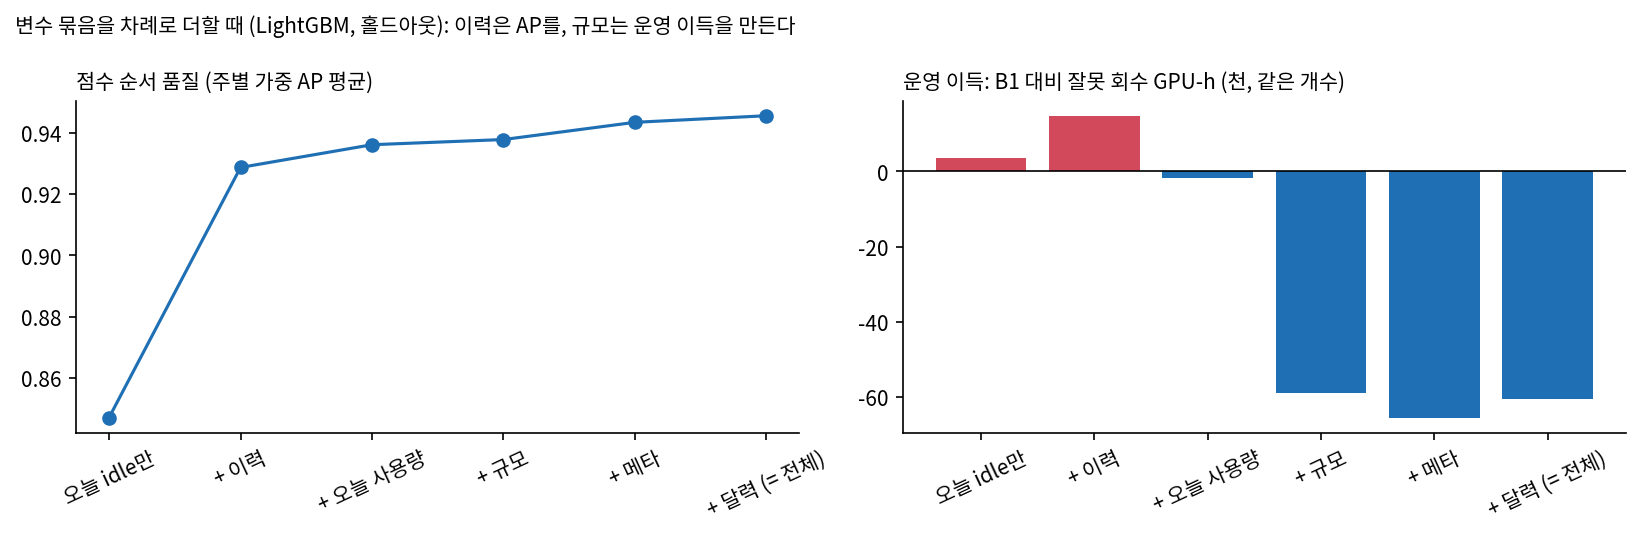 변수 묶음을 차례로 더할 때 (LightGBM, 홀드아웃): 이력은 AP를, 규모는 운영 이득을 만든다
점수 순서 품질 (주별 가중 AP 평균)
0.94
0.92
0.90
0.88
0.86
오늘 idle만
+ 이력
+ 오늘 사용량
+ 규모
+ 메타
+ 달력 (= 전체)
운영 이득: B1 대비 잘못 회수 GPU-h (천, 같은 개수)
0
-20
-40
-60
오늘 idle만
+ 이력
+ 오늘 사용량
+ 규모
+ 메타
+ 달력 (= 전체)